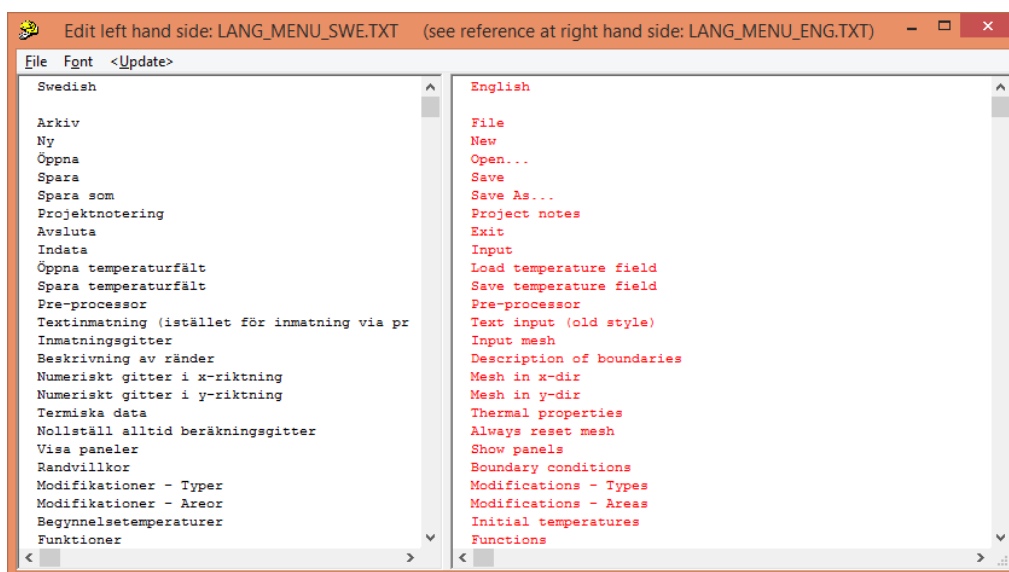 Edit left hand side: LANG_MENU_SWE.TXT (see reference at right hand side: LANG_MENU_ENG.TXT)
File Font <Update>
Swedish
Arkiv
Ny
Öppna
Spara
Spara som
Projektnotering
Avsluta
Indata
Öppna temperaturfält
Spara temperaturfält
Pre-processor
Textinmatning (istället för inmatning via pr
Inmatningsgitter
Beskrivning av ränder
Numeriskt gitter i x-riktning
Numeriskt gitter i y-riktning
Termiska data
Nollställ alltid beräkningsgitter
Visa paneler
Randvillkor
Modifikationer - Typer
Modifikationer - Areor
Begynnelsetemperaturer
Funktioner
English
File
New
Open...
Save
Save As...
Project notes
Exit
Input
Load temperature field
Save temperature field
Pre-processor
Text input (old style)
Input mesh
Description of boundaries
Mesh in x-dir
Mesh in y-dir
Thermal properties
Always reset mesh
Show panels
Boundary conditions
Modifications - Types
Modifications - Areas
Initial temperatures
Functions